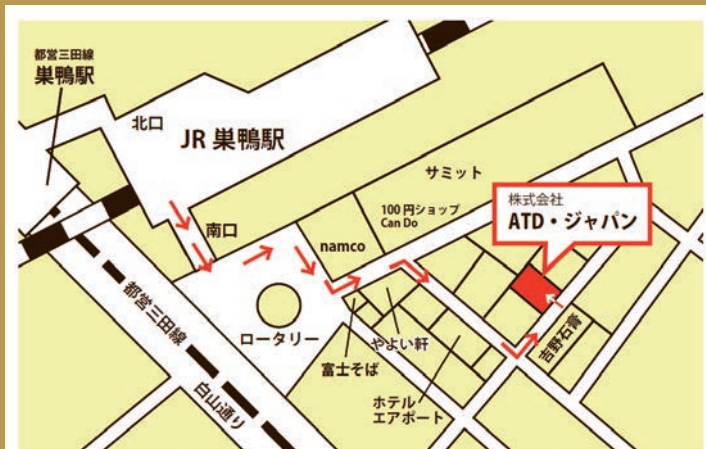 都営三田線
巣鴨駅
北口
JR 巣鴨駅
サミット
株式会社
ATD・ジャパン
100円ショップ
Can Do
南口
namco
都営三田線
ロータリー
やよい軒
吉野石膏
富士そば
白山通り
ホテル
エアポート